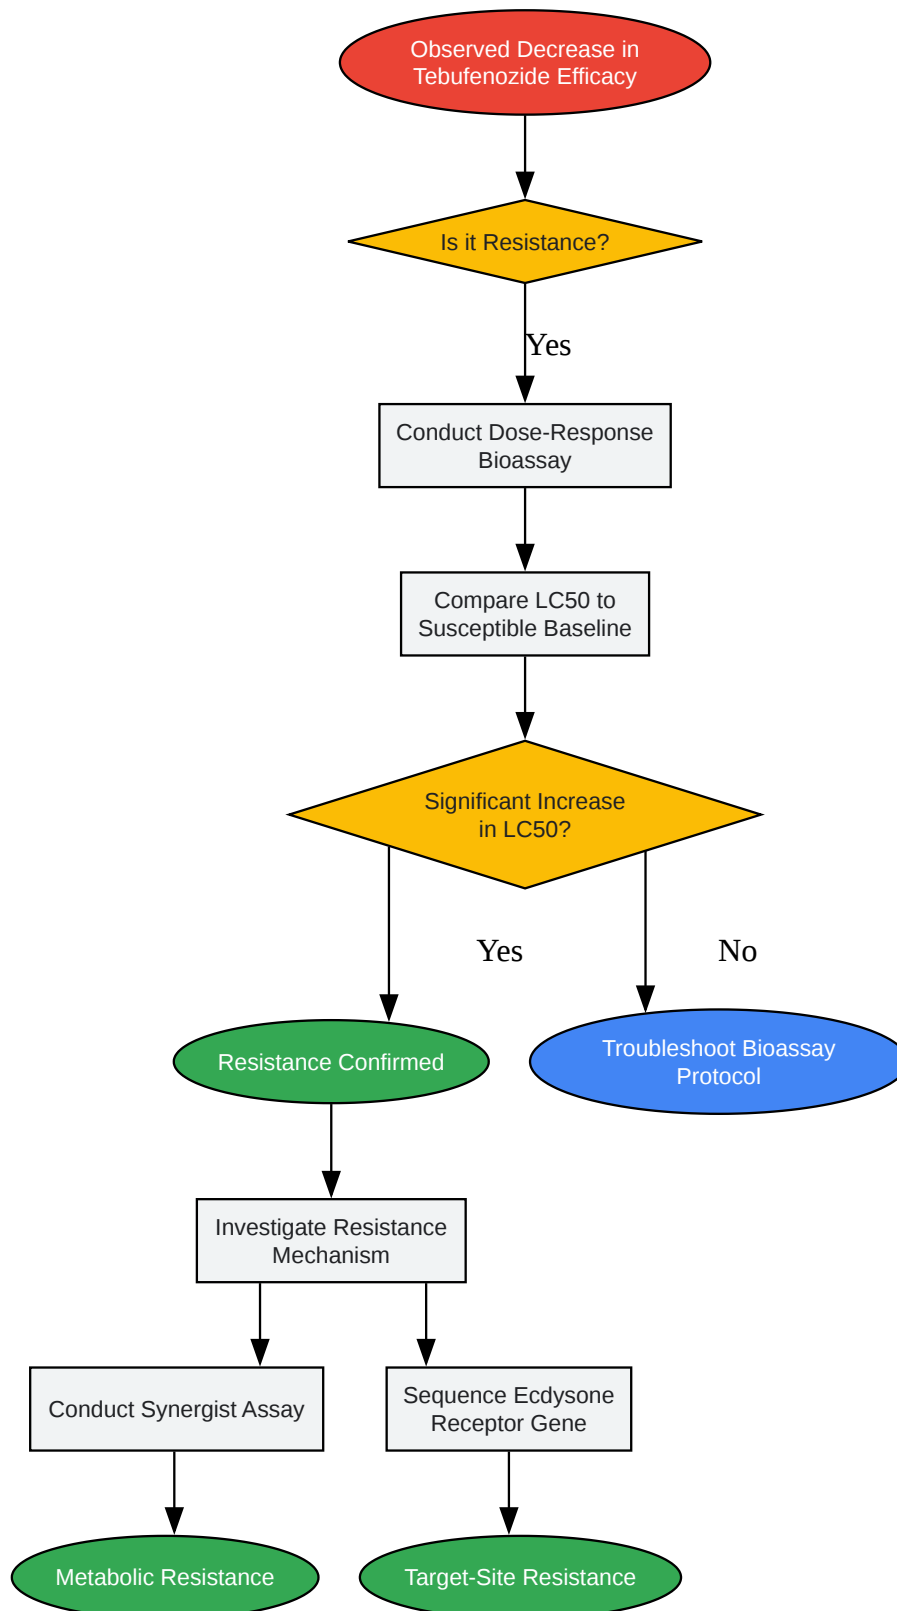 Observed Decrease in
Tebufenozide Efficacy
Is it Resistance?
Yes
Conduct Dose-Response
Bioassay
Compare LC50 to
Susceptible Baseline
Significant Increase
in LC50?
Yes
No
Resistance Confirmed
Troubleshoot Bioassay
Protocol
Investigate Resistance
Mechanism
Conduct Synergist Assay
Sequence Ecdysone
Receptor Gene
Metabolic Resistance
Target-Site Resistance